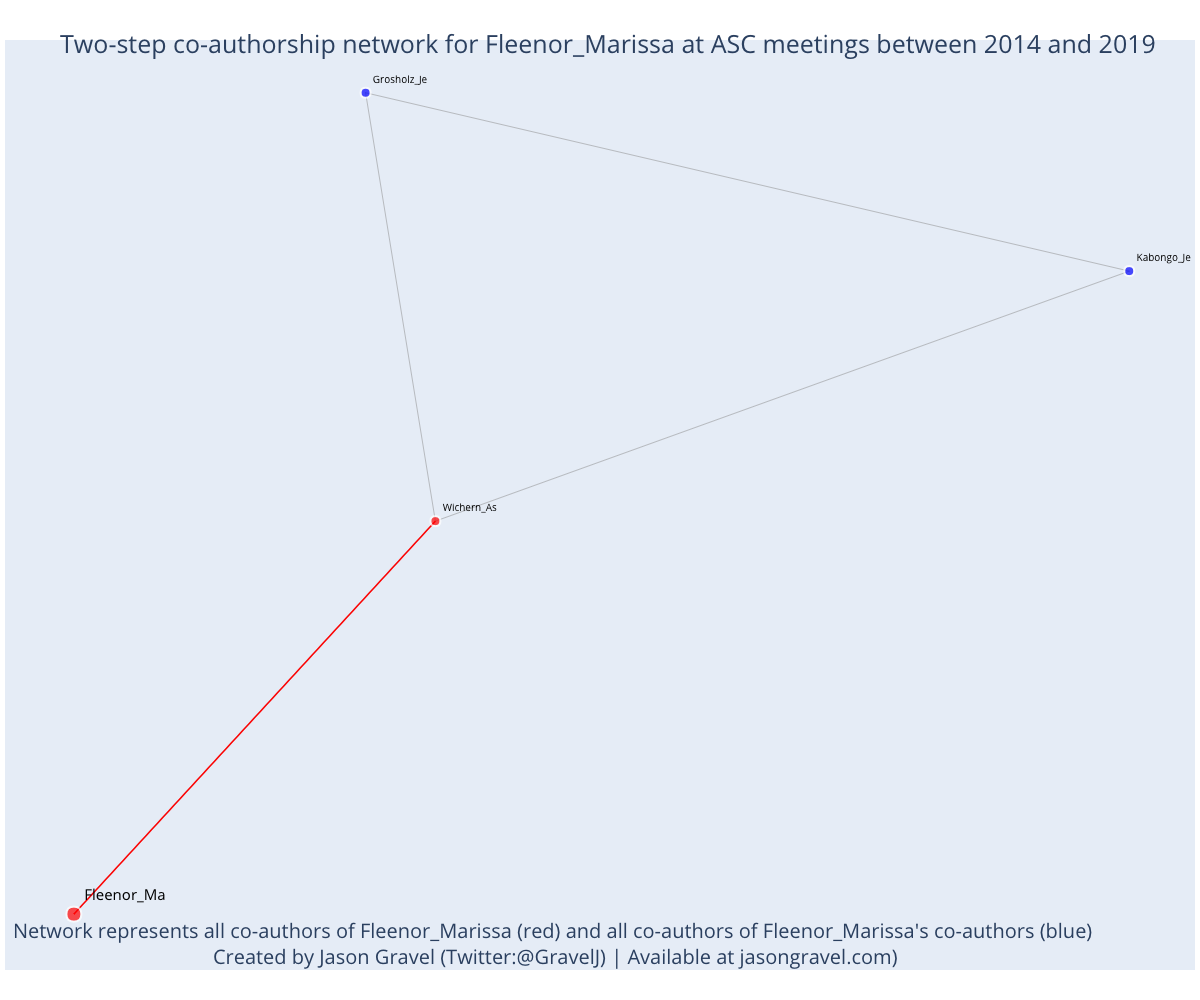 Two-step co-authorship network for Fleenor_Marissa at ASC meetings between 2014 and 2019
Grosholz_Je
Kabongo_Je
Wichern_As
Fleenor_Ma
Network represents all co-authors of Fleenor_Marissa (red) and all co-authors of Fleenor_Marissa's co-authors (blue)
Created by Jason Gravel (Twitter:@GravelJ) | Available at jasongravel.com)